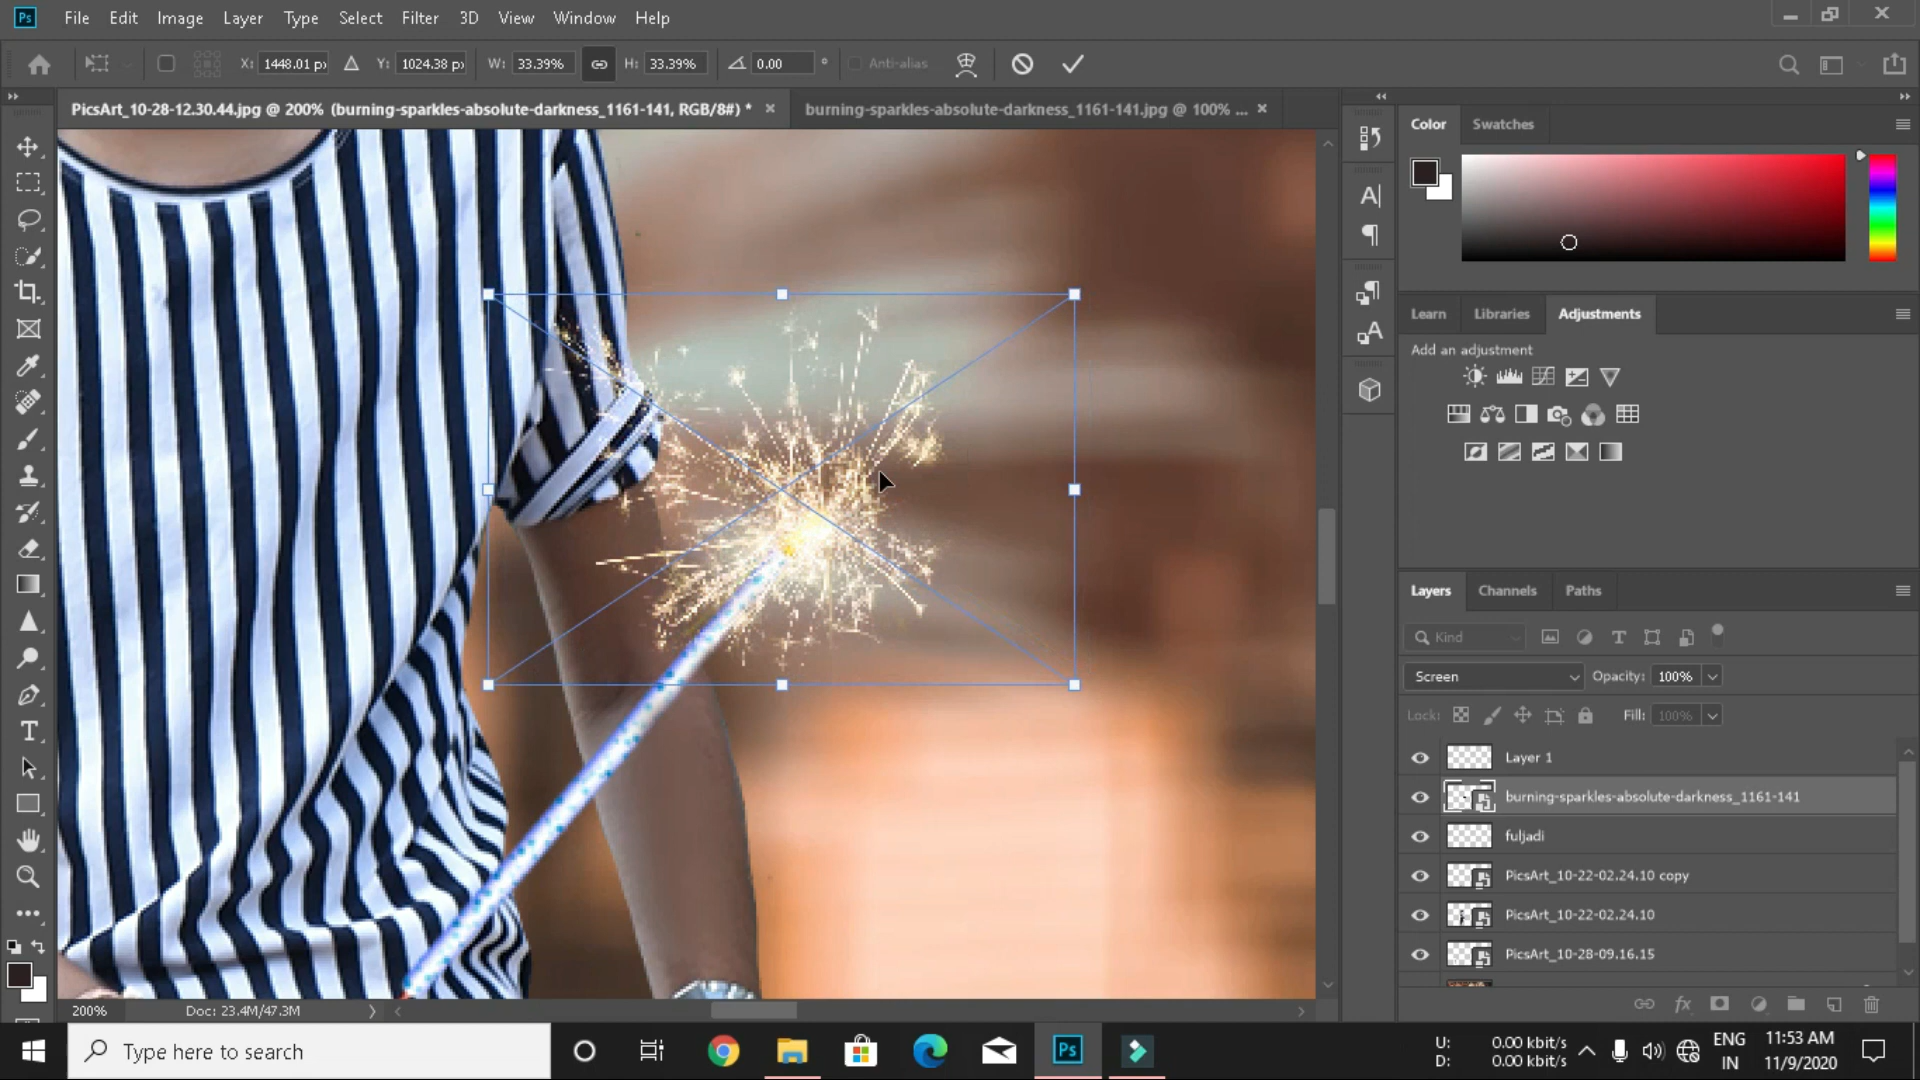 Ps File Edit Image Layer Type Select Filter 3D View Window Help
X: 1448.01 px Y: 1024.38 px W: 33.39% H: 33.39% 0.00 ° Anti-alias
PicsArt_10-28-12.30.44.jpg @ 200% (burning-sparkles-absolute-darkness_1161-141, RGB/8#) * burning-sparkles-absolute-darkness_1161-141.jpg @ 100% ...
Color Swatches
Learn Libraries Adjustments
Add an adjustment
Layers Channels Paths
Kind
Screen Opacity: 100%
Lock: Fill: 100%
Layer 1
burning-sparkles-absolute-darkness_1161-141
fuljadi
PicsArt_10-22-02.24.10 copy
PicsArt_10-22-02.24.10
PicsArt_10-28-09.16.15
200% Doc: 23.4M/47.3M
Type here to search
Ps
U: 0.00 kbit/s
D: 0.00 kbit/s
ENG
IN
11:53 AM
11/9/2020